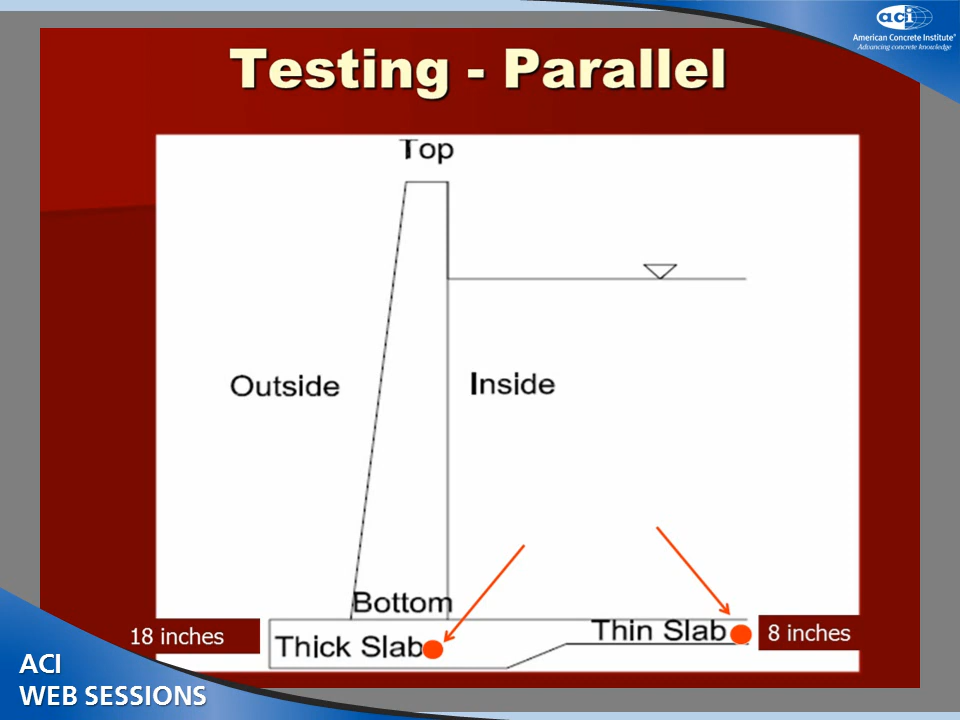 aci
American Concrete Institute®
Advancing concrete knowledge
Testing - Parallel
Top
Outside
Inside
Bottom
18 inches
Thick Slab
Thin Slab
8 inches
ACI
WEB SESSIONS